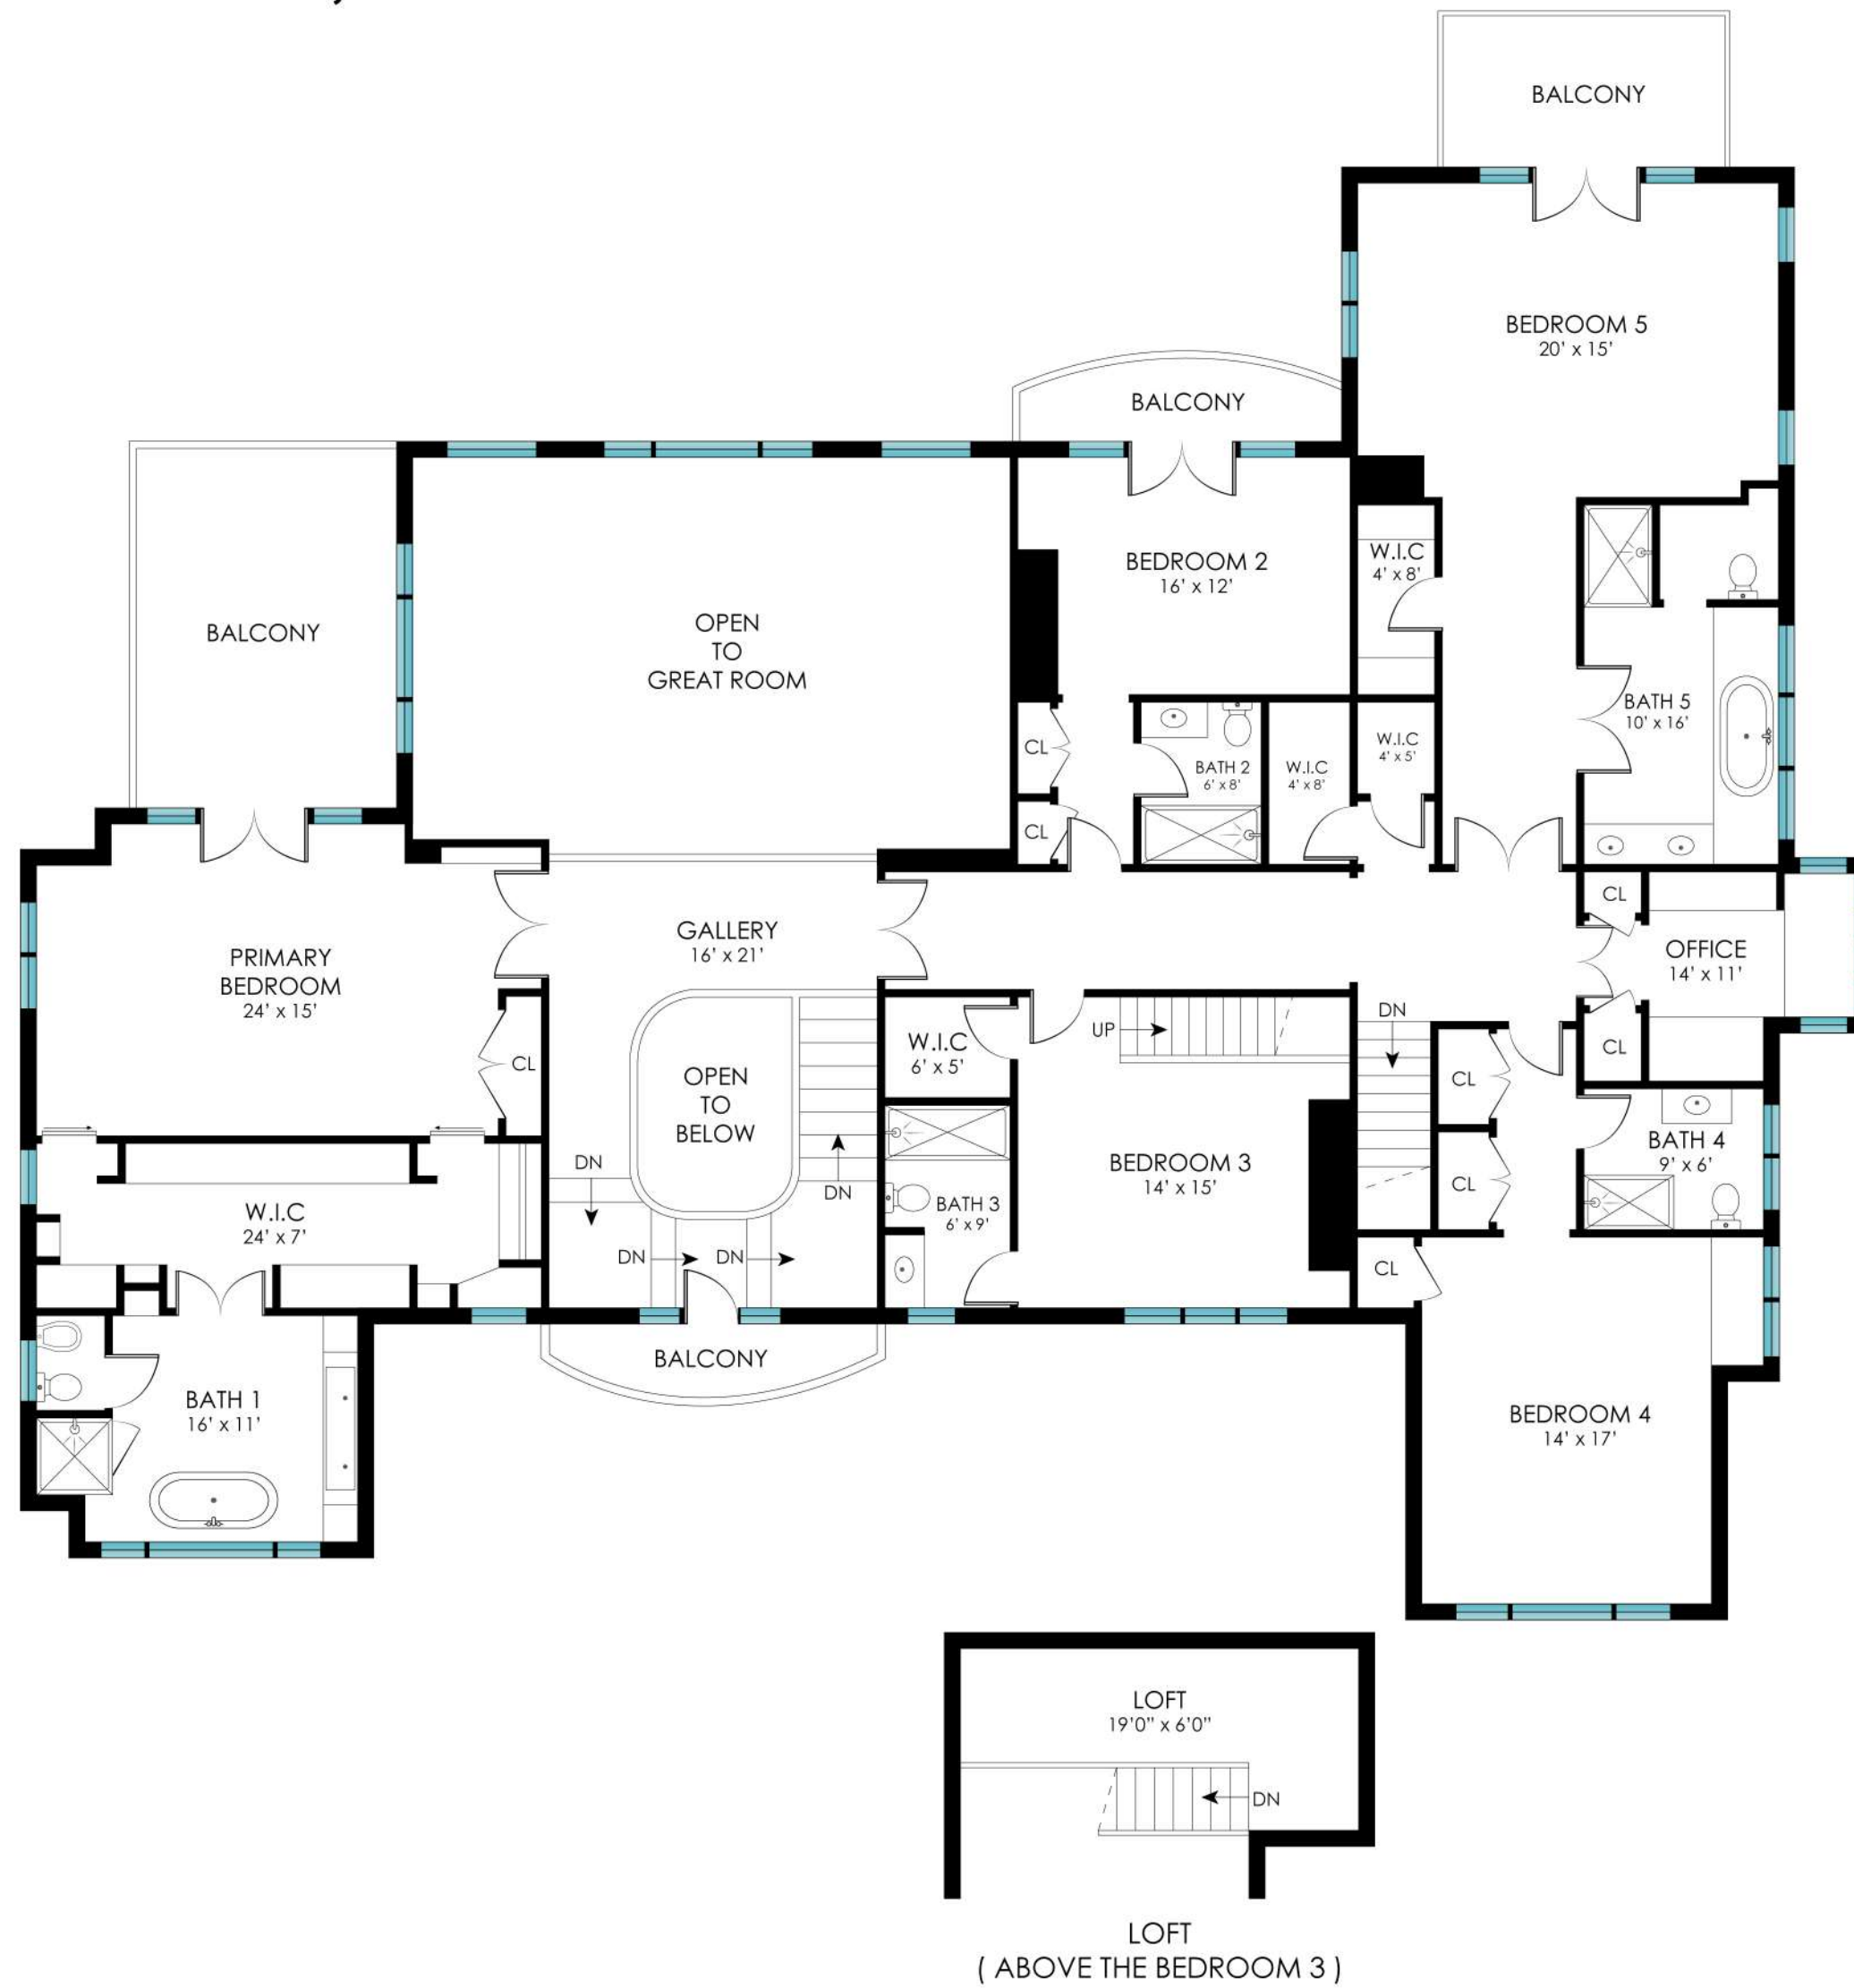 BALCONY
BEDROOM 5
20' x 15'
BALCONY
BEDROOM 2
16' x 12'
W.I.C
4' x 8'
BALCONY
OPEN
TO
GREAT ROOM
BATH 5
10' x 16'
CL
BATH 2
6' x 8'
W.I.C
4' x 8'
W.I.C
4' x 5'
CL
CL
PRIMARY
BEDROOM
24' x 15'
GALLERY
16' x 21'
OFFICE
14' x 11'
CL
OPEN
TO
BELOW
W.I.C
6' x 5'
UP
DN
CL
CL
DN
DN
BEDROOM 3
14' x 15'
BATH 4
9' x 6'
CL
W.I.C
24' x 7'
DN
DN
BATH 3
6' x 9'
CL
BALCONY
BATH 1
16' x 11'
BEDROOM 4
14' x 17'
LOFT
19'0" x 6'0"
DN
LOFT
( ABOVE THE BEDROOM 3 )